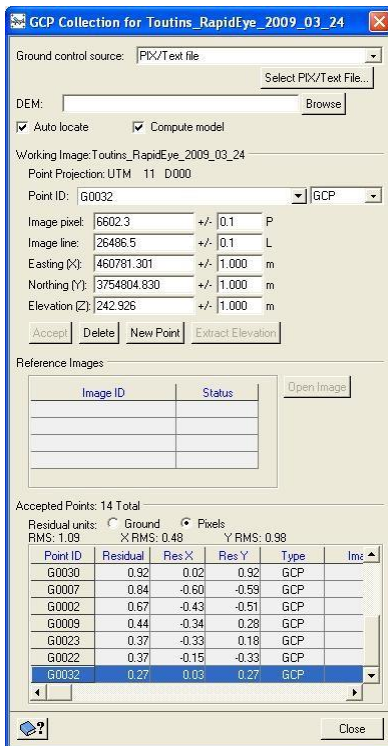 GCP Collection for Toutins_RapidEye_2009_03_24
Ground control source: PIX/Text file
Select PIX/Text File...
DEM: Browse
Auto locate Compute model
Working Image:Toutins_RapidEye_2009_03_24
Point Projection: UTM 11 D000
Point ID: G0032 GCP
Image pixel: 6602.3 +/- 0.1 P
Image line: 26486.5 +/- 0.1 L
Easting (X): 460781.301 +/- 1.000 m
Northing (Y): 3754804.830 +/- 1.000 m
Elevation (Z): 242.926 +/- 1.000 m
Accept Delete New Point Extract Elevation
Reference Images
Image ID Status Open Image
Accepted Points: 14 Total
Residual units: Ground Pixels
RMS: 1.09 X RMS: 0.48 Y RMS: 0.98
Point ID Residual Res X Res Y Type Ima
G0030 0.92 0.02 0.92 GCP
G0007 0.84 -0.60 -0.59 GCP
G0002 0.67 -0.43 -0.51 GCP
G0009 0.44 -0.34 0.28 GCP
G0023 0.37 -0.33 0.18 GCP
G0022 0.37 -0.15 -0.33 GCP
G0032 0.27 0.03 0.27 GCP
? Close